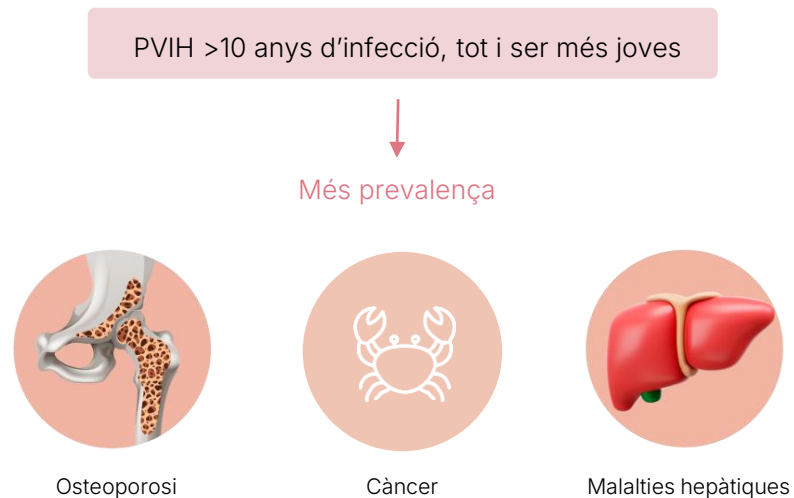 PVIH >10 anys d’infecció, tot i ser més joves
Més prevalença
Osteoporosi
Càncer
Malalties hepàtiques